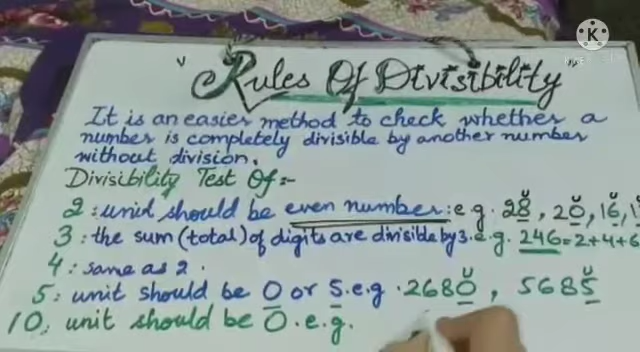 K
"Rules Of Divisibility"
It is an easier method to check whether a
number is completely divisible by another number
without division.
Divisibility Test Of:-
2: unit should be even number: e.g. 28, 20, 16, 1
3: the sum (total) of digits are divisible by 3. e.g. 246=2+4+6
4: same as 2.
5: unit should be 0 or 5. e.g. 2680, 5685
10: unit should be 0. e.g.